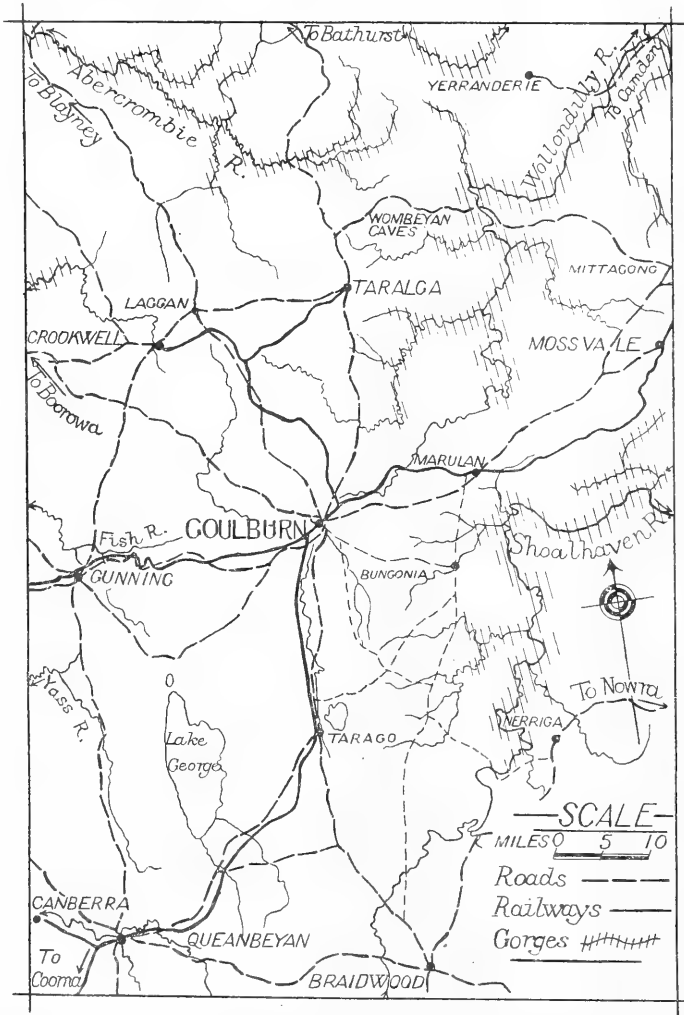 To Bathurst
To Blayney
Abercrombie
R.
YERRANDERIE
Wollondilly R.
To Camden
WOMBEYAN
CAVES
MITTAGONG
LAGGAN
TARALGA
CROOKWELL
MOSSVALE
To Boorowa
MARULAN
GOULBURN
Fish R.
Shoalhaven R.
GUNNING
BUNGONIA
Yass R.
To Nowra
NERRIGA
Lake
George
TARAGO
SCALE
MILES 0 5 10
Roads
Railways
Gorges
CANBERRA
QUEANBEYAN
To
Cooma
BRAIDWOOD